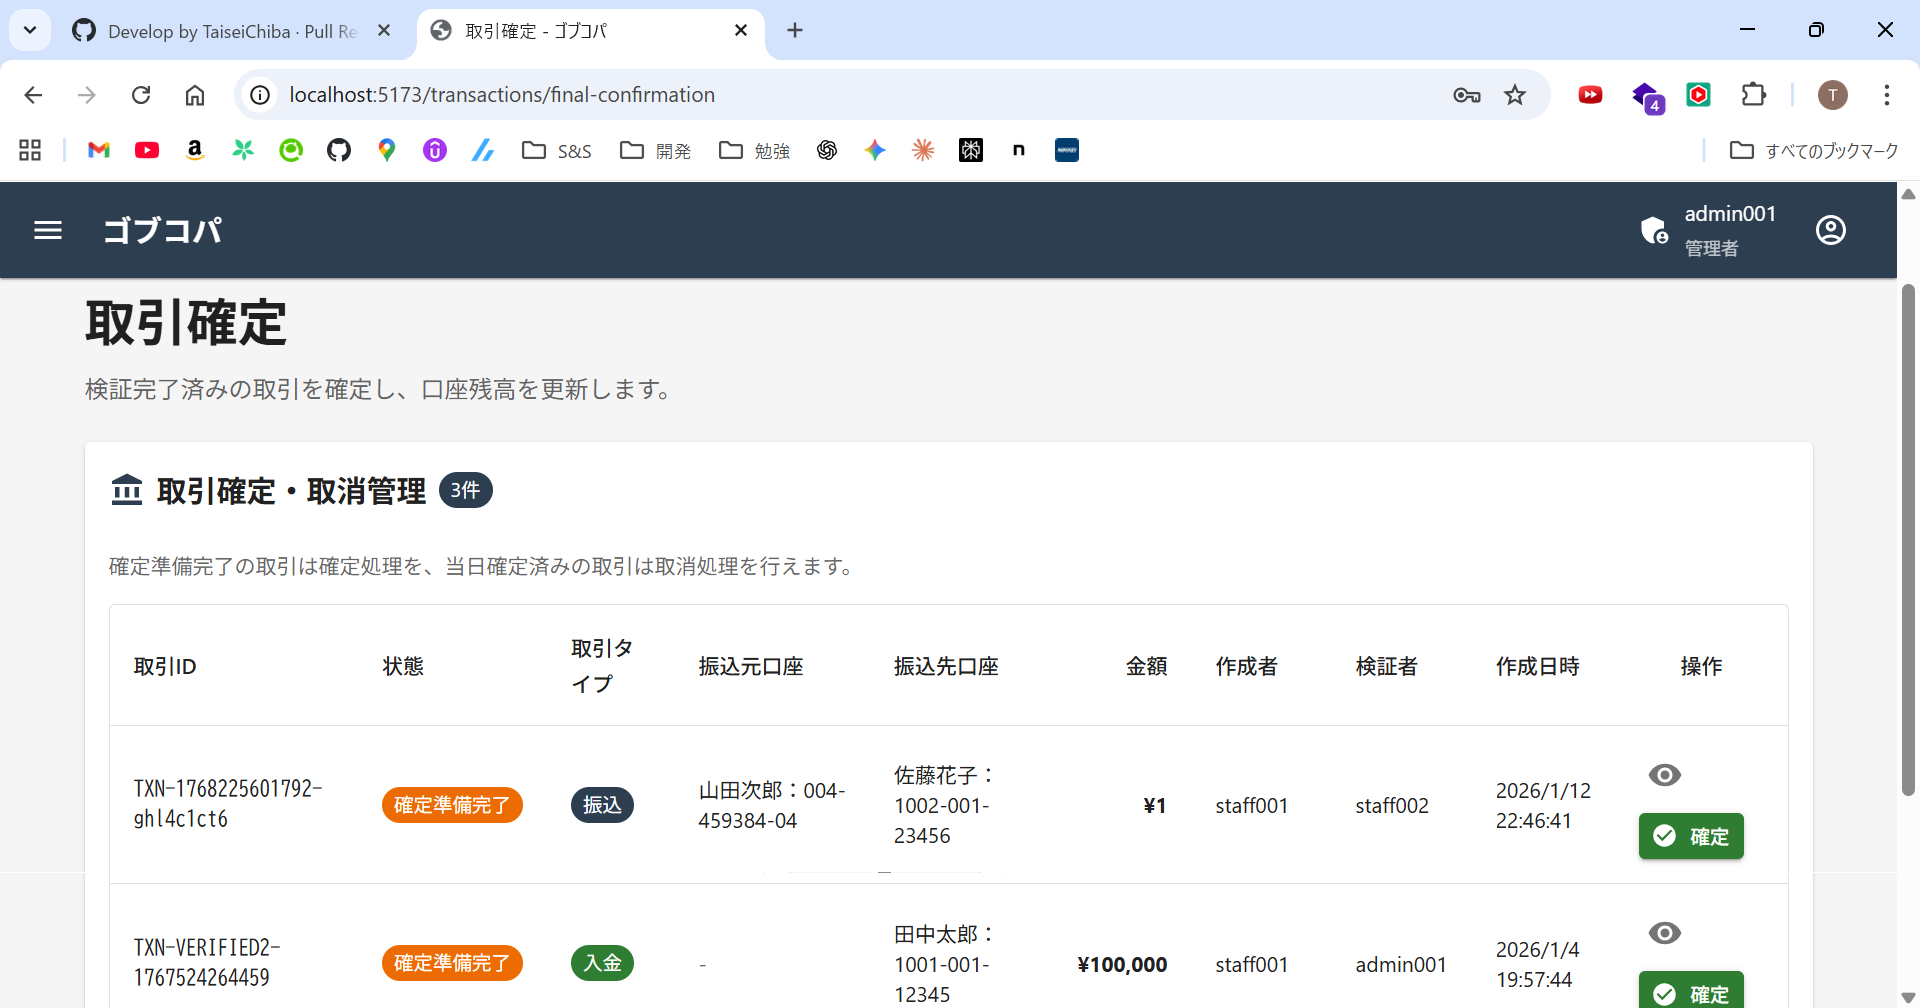 Develop by TaiseiChiba · Pull Re
取引確定 - ゴブコパ
localhost:5173/transactions/final-confirmation
4
T
S&S
開発
勉強
すべてのブックマーク
ゴブコパ
admin001
管理者
取引確定
検証完了済みの取引を確定し、口座残高を更新します。
取引確定・取消管理 3件
確定準備完了の取引は確定処理を、当日確定済みの取引は取消処理を行えます。
取引ID
状態
取引タ
イプ
振込元口座
振込先口座
金額
作成者
検証者
作成日時
操作
TXN-1768225601792-
ghl4c1ct6
確定準備完了
振込
山田次郎：004-
459384-04
佐藤花子：
1002-001-
23456
¥1
staff001
staff002
2026/1/12
22:46:41
確定
TXN-VERIFIED2-
1767524264459
確定準備完了
入金
-
田中太郎：
1001-001-
12345
¥100,000
staff001
admin001
2026/1/4
19:57:44
確定